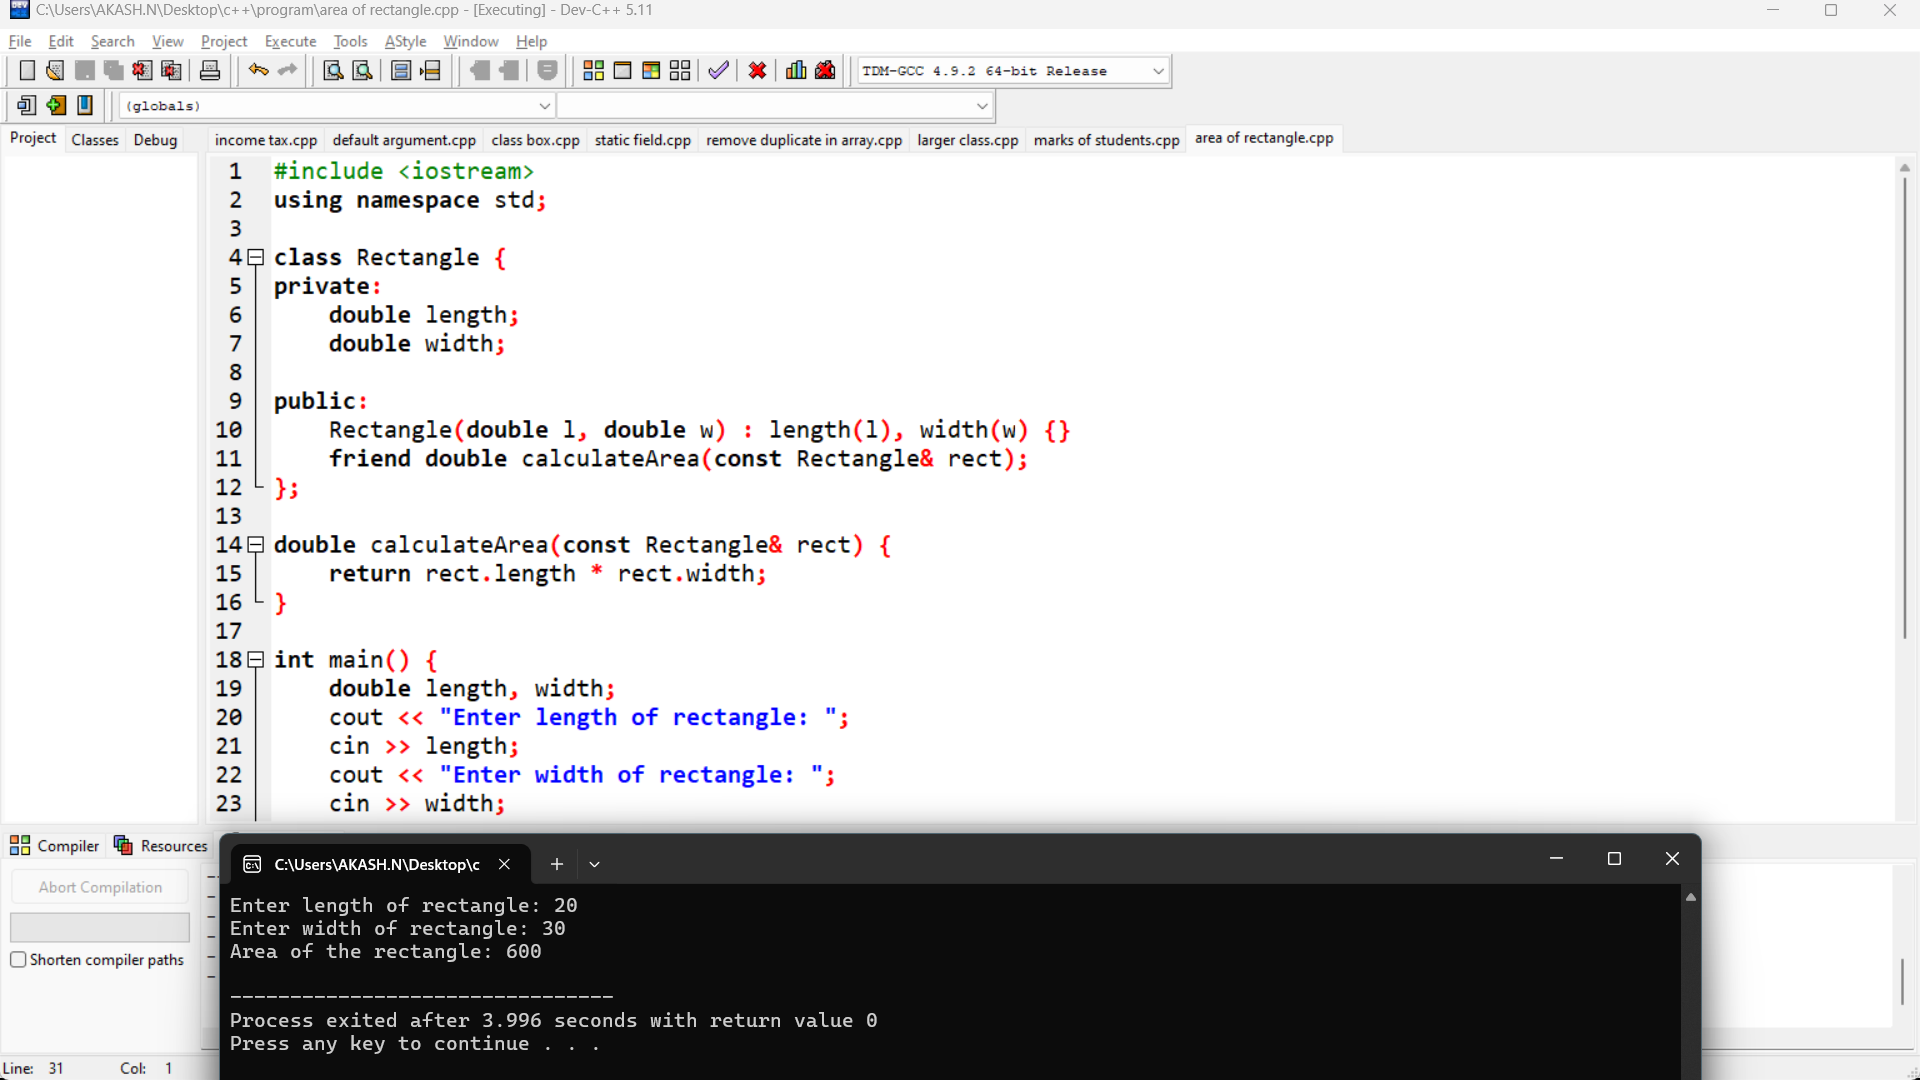 C:\Users\AKASH.N\Desktop\c++\program\area of rectangle.cpp - [Executing] - Dev-C++ 5.11
File Edit Search View Project Execute Tools AStyle Window Help
TDM-GCC 4.9.2 64-bit Release
(globals)
Project Classes Debug income tax.cpp default argument.cpp class box.cpp static field.cpp remove duplicate in array.cpp larger class.cpp marks of students.cpp area of rectangle.cpp
1 #include <iostream>
2 using namespace std;
3
4 class Rectangle {
5 private:
6     double length;
7     double width;
8
9 public:
10     Rectangle(double l, double w) : length(l), width(w) {}
11     friend double calculateArea(const Rectangle& rect);
12 };
13
14 double calculateArea(const Rectangle& rect) {
15     return rect.length * rect.width;
16 }
17
18 int main() {
19     double length, width;
20     cout << "Enter length of rectangle: ";
21     cin >> length;
22     cout << "Enter width of rectangle: ";
23     cin >> width;
Compiler Resources
Abort Compilation
Shorten compiler paths
C:\Users\AKASH.N\Desktop\c
Enter length of rectangle: 20
Enter width of rectangle: 30
Area of the rectangle: 600
--------------------------------
Process exited after 3.996 seconds with return value 0
Press any key to continue . . .
Line: 31 Col: 1